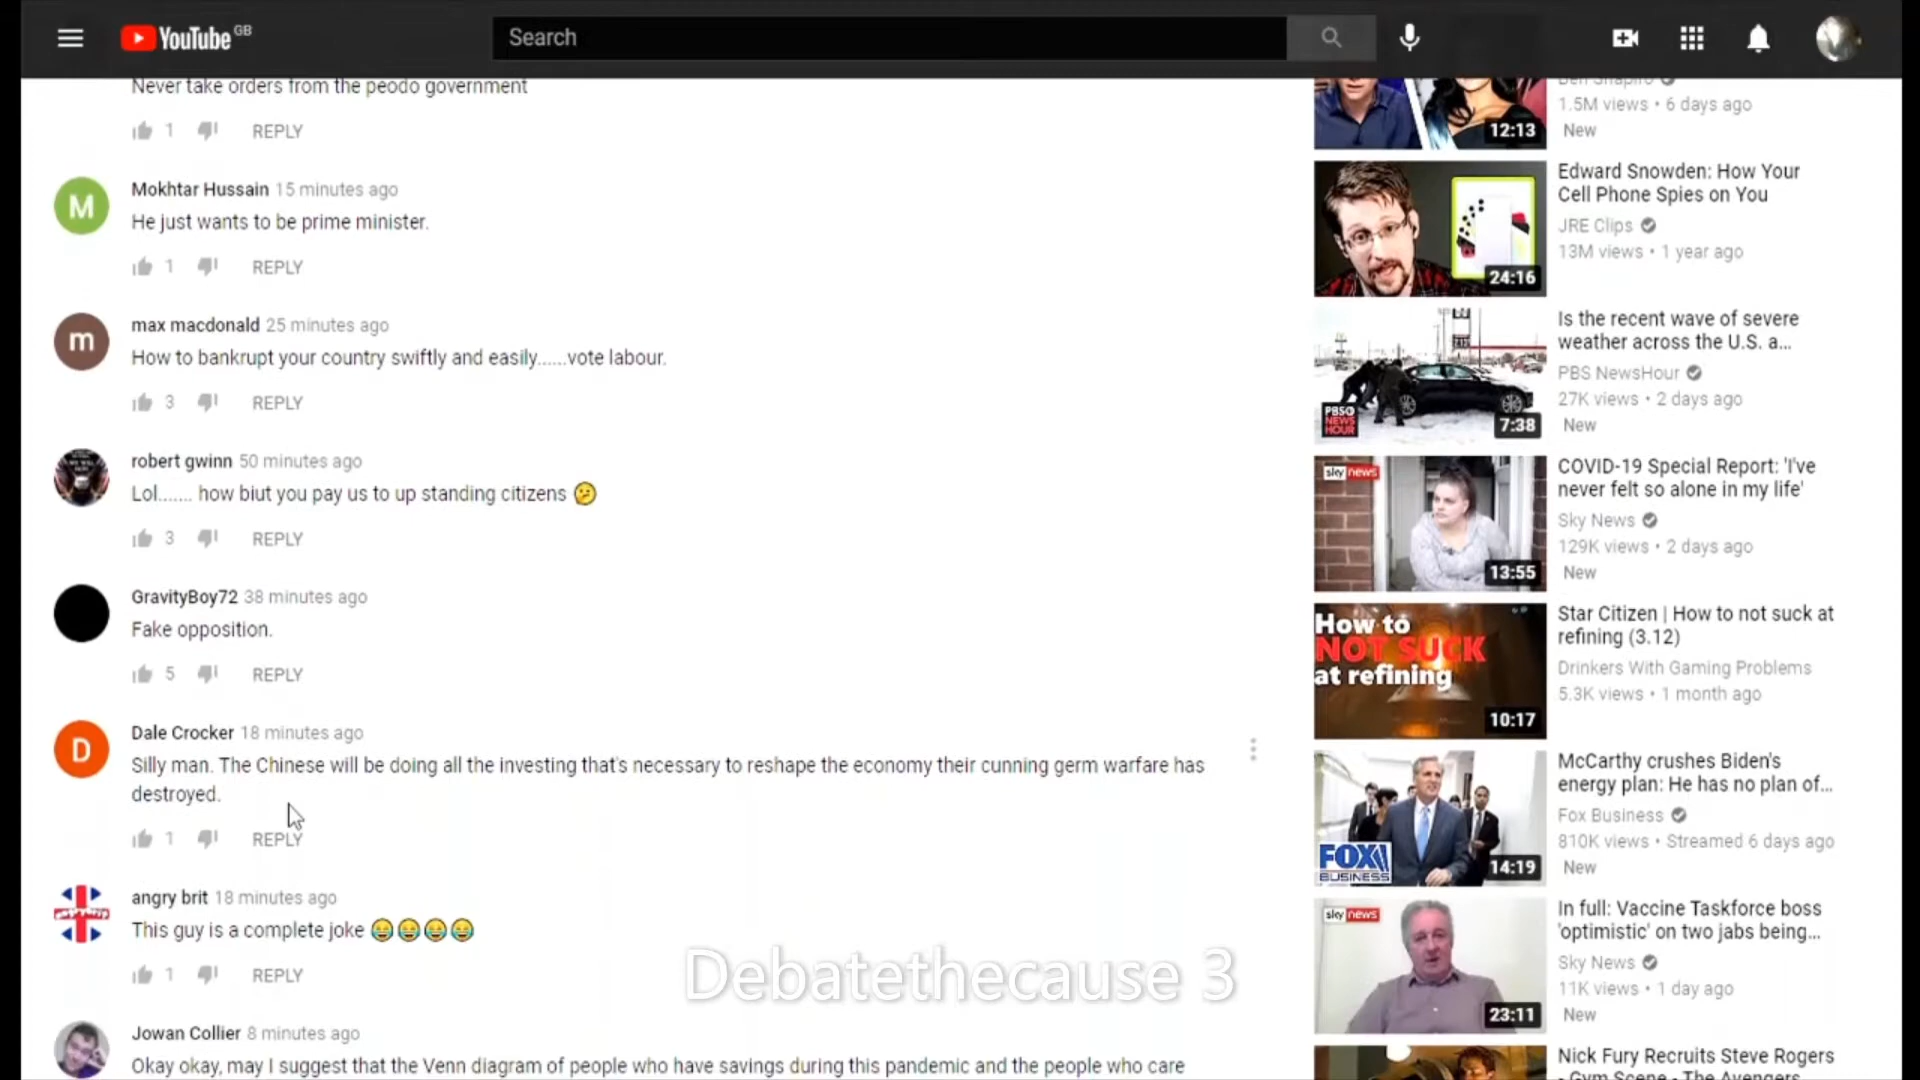 YouTube GB
Search
Never take orders from the peodo government
1 REPLY
M
Mokhtar Hussain 15 minutes ago
He just wants to be prime minister.
1 REPLY
m
max macdonald 25 minutes ago
How to bankrupt your country swiftly and easily......vote labour.
3 REPLY
robert gwinn 50 minutes ago
Lol....... how biut you pay us to up standing citizens 🫤
3 REPLY
GravityBoy72 38 minutes ago
Fake opposition.
5 REPLY
D
Dale Crocker 18 minutes ago
Silly man. The Chinese will be doing all the investing that's necessary to reshape the economy their cunning germ warfare has
destroyed.
1 REPLY
angry brit 18 minutes ago
This guy is a complete joke 😂😂😂😂
1 REPLY
Jowan Collier 8 minutes ago
Okay okay, may I suggest that the Venn diagram of people who have savings during this pandemic and the people who care
Debatethecause 3
12:13
Ben Shapiro
1.5M views • 6 days ago
New
24:16
Edward Snowden: How Your
Cell Phone Spies on You
JRE Clips
13M views • 1 year ago
PBS
NEWS
HOUR
7:38
Is the recent wave of severe
weather across the U.S. a...
PBS NewsHour
27K views • 2 days ago
New
sky news
13:55
COVID-19 Special Report: 'I've
never felt so alone in my life'
Sky News
129K views • 2 days ago
New
How to
NOT SUCK
at refining
10:17
Star Citizen | How to not suck at
refining (3.12)
Drinkers With Gaming Problems
5.3K views • 1 month ago
FOX
BUSINESS
14:19
McCarthy crushes Biden's
energy plan: He has no plan of...
Fox Business
810K views • Streamed 6 days ago
New
sky news
23:11
In full: Vaccine Taskforce boss
'optimistic' on two jabs being...
Sky News
11K views • 1 day ago
New
Nick Fury Recruits Steve Rogers
- Gym Scene - The Avengers